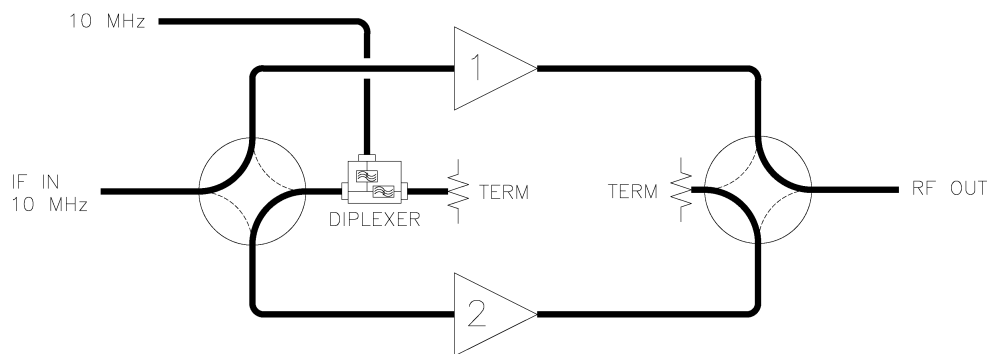 10 MHz
1
IF IN
10 MHz
TERM
DIPLEXER
TERM
RF OUT
2